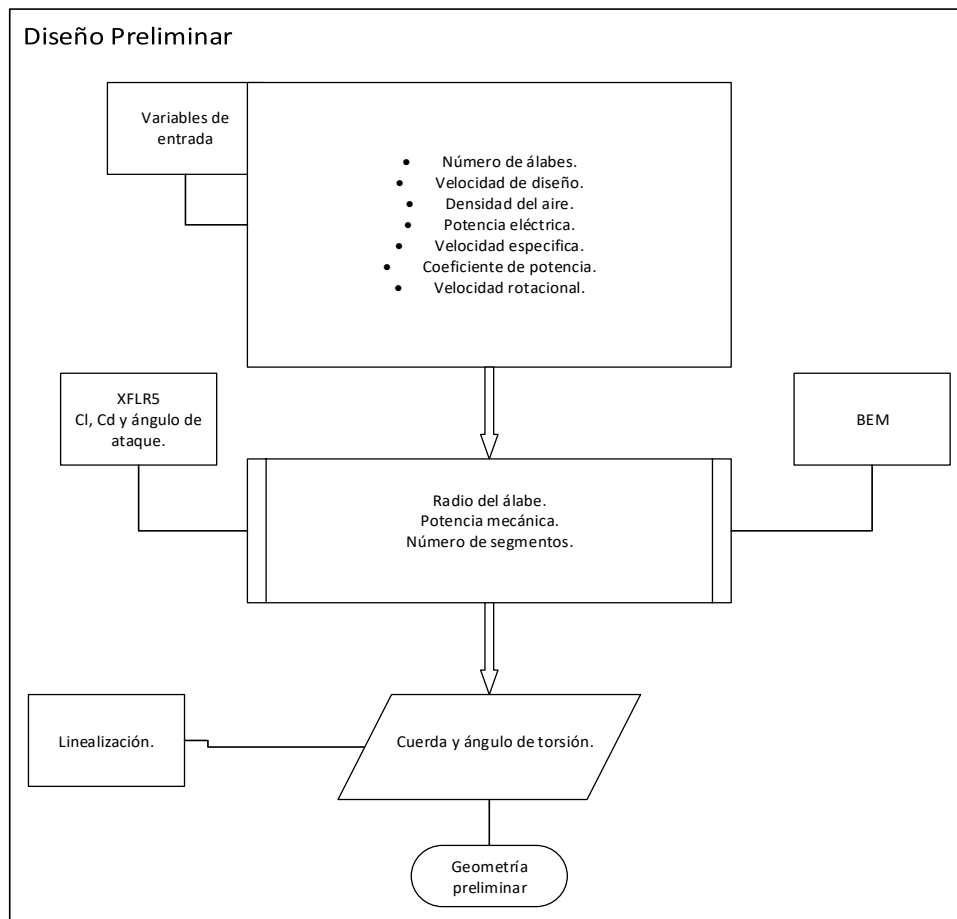 Diseño Preliminar
Variables de
entrada
• Número de álabes.
• Velocidad de diseño.
• Densidad del aire.
• Potencia eléctrica.
• Velocidad especifica.
• Coeficiente de potencia.
• Velocidad rotacional.
XFLR5
Cl, Cd y ángulo de
ataque.
BEM
Radio del álabe.
Potencia mecánica.
Número de segmentos.
Linealización.
Cuerda y ángulo de torsión.
Geometría
preliminar